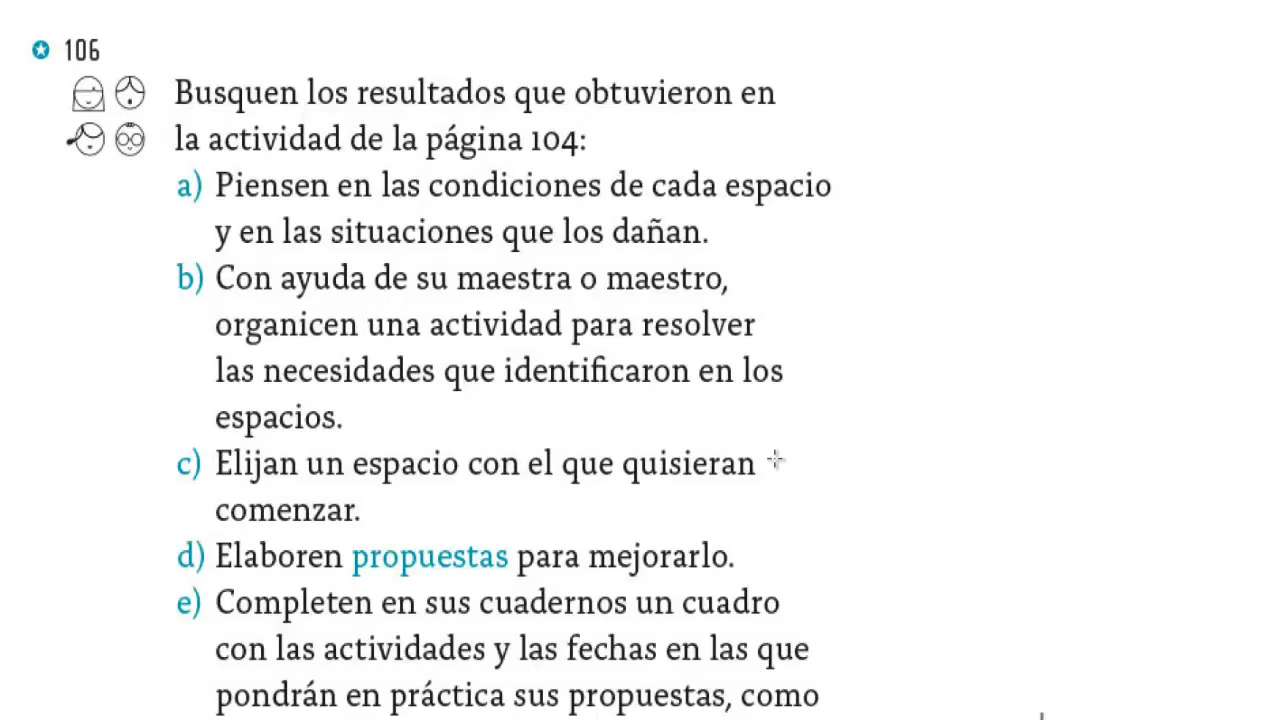 106
Busquen los resultados que obtuvieron en
la actividad de la página 104:
a) Piensen en las condiciones de cada espacio
y en las situaciones que los dañan.
b) Con ayuda de su maestra o maestro,
organicen una actividad para resolver
las necesidades que identificaron en los
espacios.
c) Elijan un espacio con el que quisieran
comenzar.
d) Elaboren propuestas para mejorarlo.
e) Completen en sus cuadernos un cuadro
con las actividades y las fechas en las que
pondrán en práctica sus propuestas, como